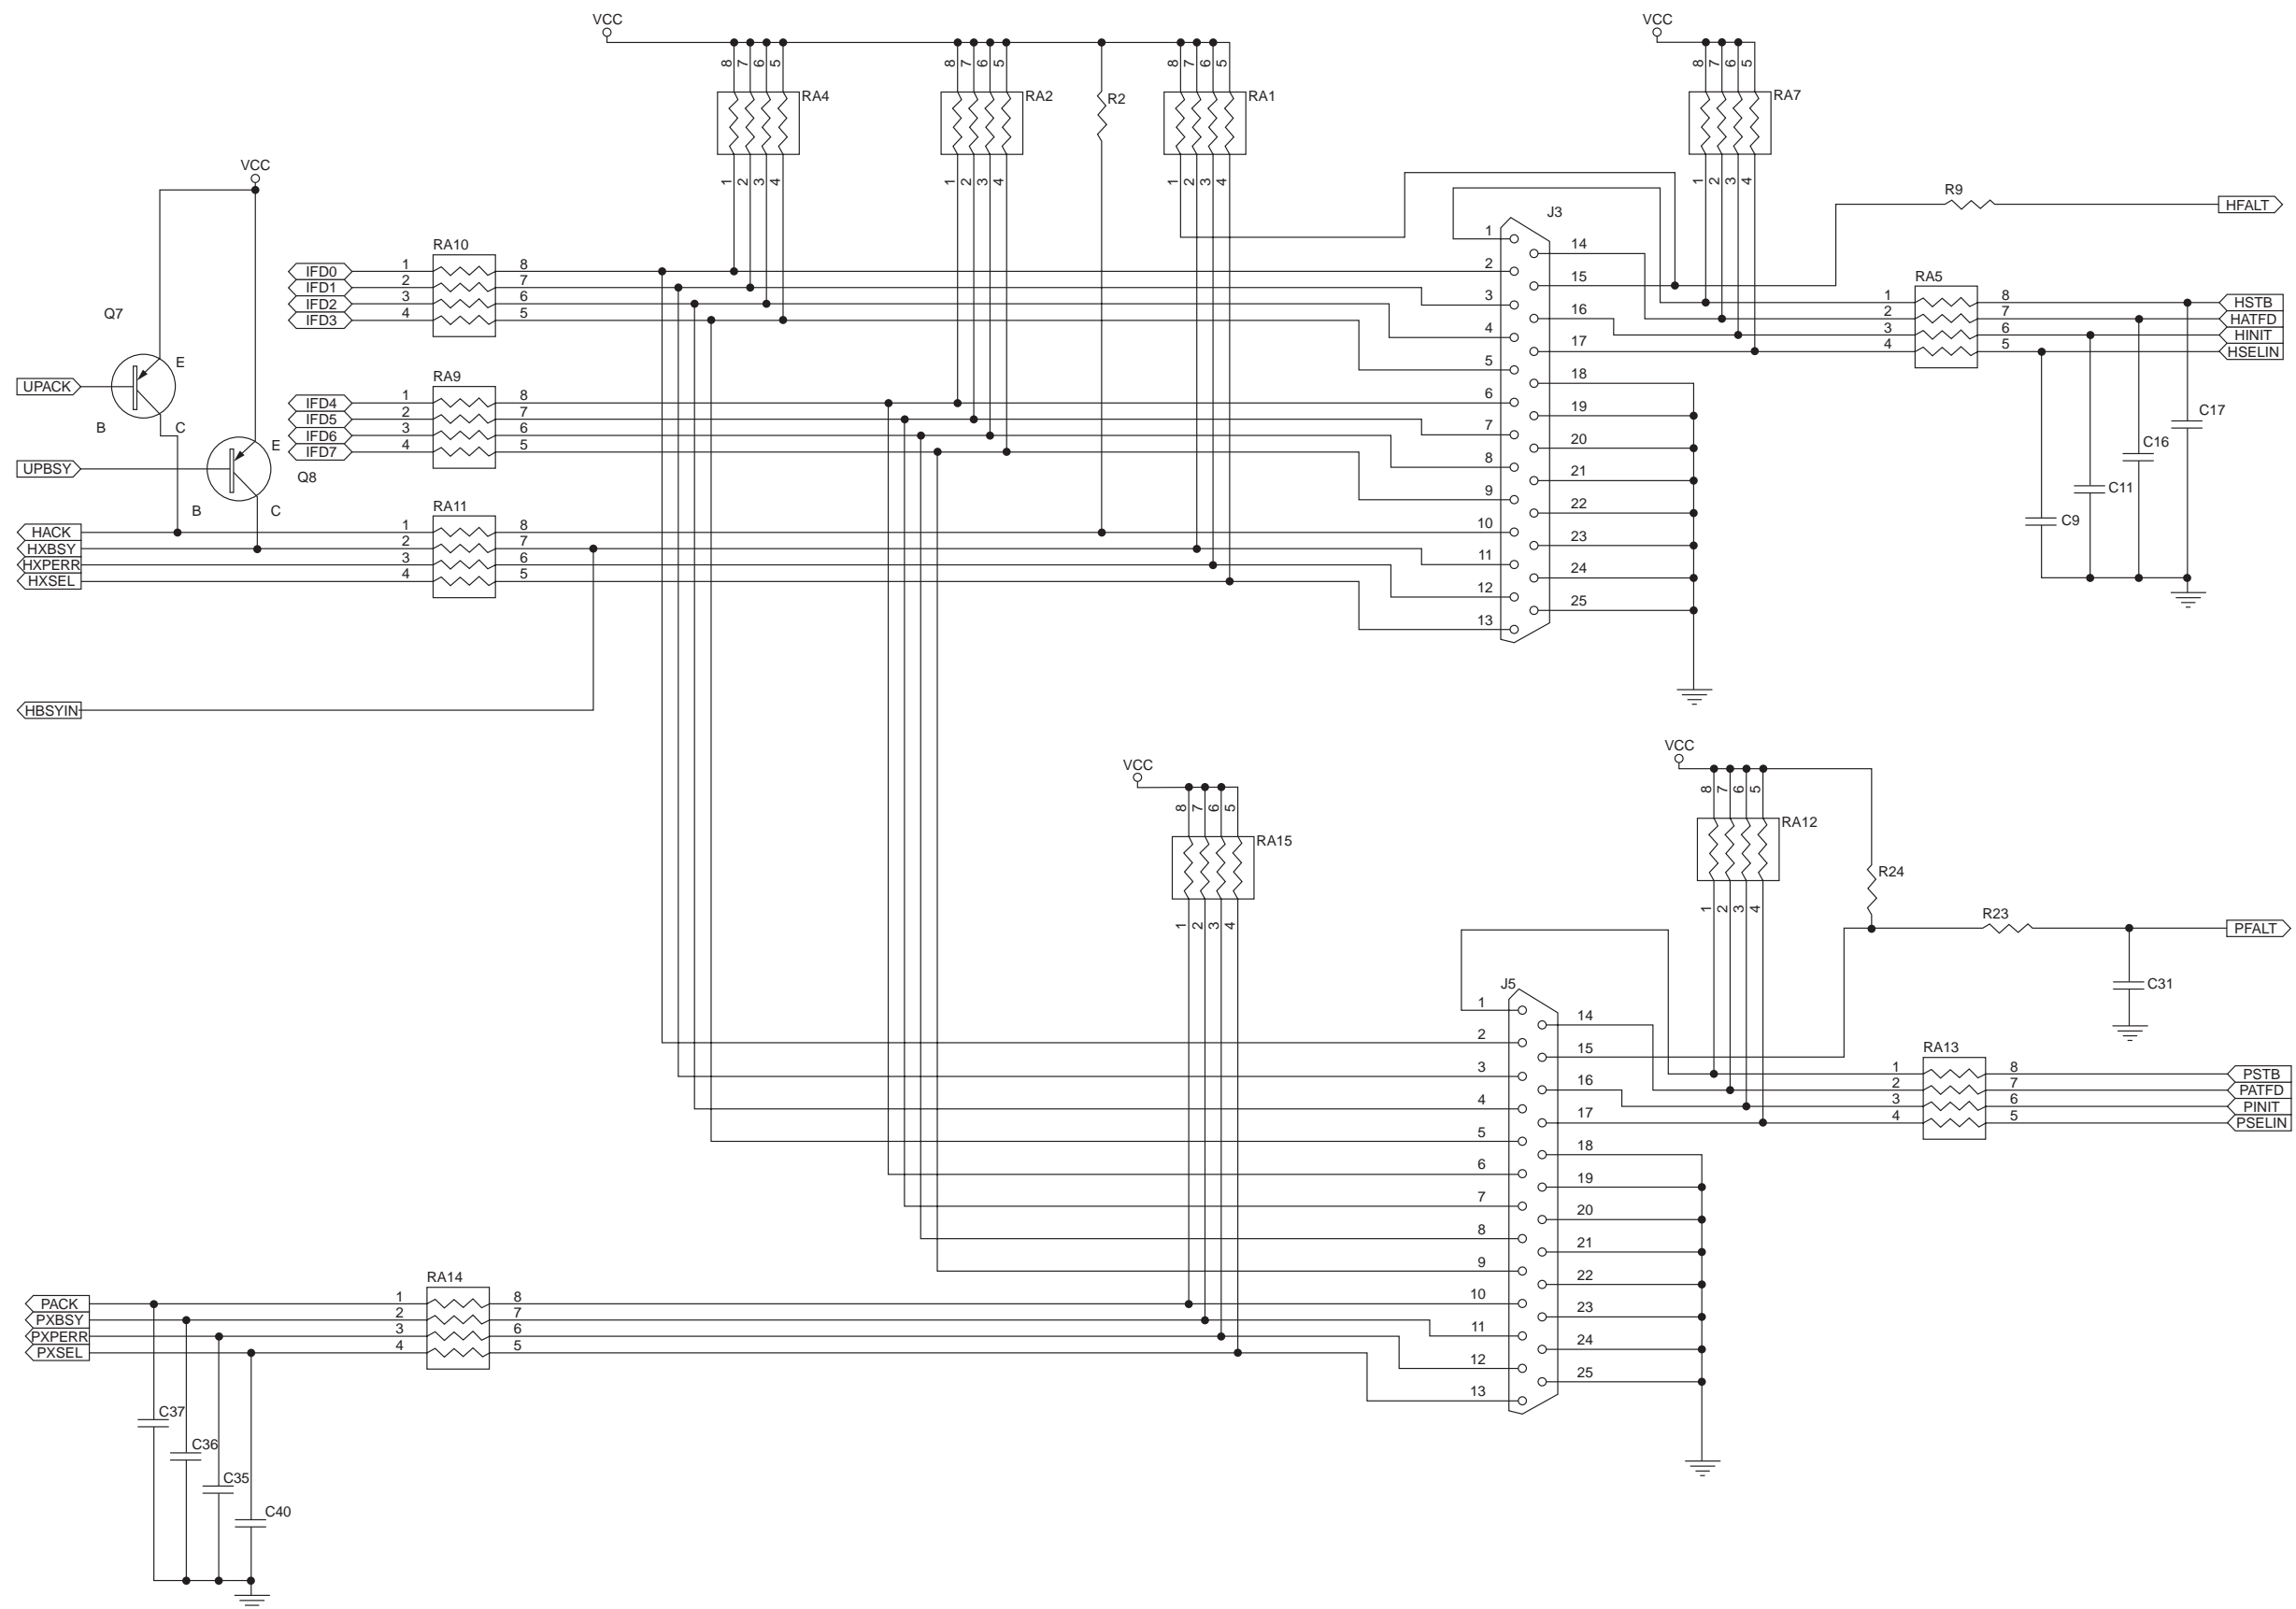 VCC
VCC
8 7 6 5
8 7 6 5
8 7 6 5
8 7 6 5
RA4
RA2
R2
RA1
RA7
VCC
1 2 3 4
1 2 3 4
1 2 3 4
1 2 3 4
R9
HFALT
J3
RA10
IFD0 1 8
IFD1 2 7
IFD2 3 6
IFD3 4 5
1
2
3
4
5
6
7
8
9
10
11
12
13
14
15
16
17
18
19
20
21
22
23
24
25
RA5
1 8 HSTB
2 7 HATFD
3 6 HINIT
4 5 HSELIN
C17
C16
C11
C9
Q7
E
UPACK
B C
E
UPBSY
Q8
B C
RA9
IFD4 1 8
IFD5 2 7
IFD6 3 6
IFD7 4 5
RA11
HACK 1 8
HXBSY 2 7
HXPERR 3 6
HXSEL 4 5
HBSYIN
VCC
8 7 6 5
RA15
1 2 3 4
VCC
8 7 6 5
RA12
1 2 3 4
R24
R23
PFALT
C31
J5
1
2
3
4
5
6
7
8
9
10
11
12
13
14
15
16
17
18
19
20
21
22
23
24
25
RA13
1 8 PSTB
2 7 PATFD
3 6 PINIT
4 5 PSELIN
RA14
PACK 1 8
PXBSY 2 7
PXPERR 3 6
PXSEL 4 5
C37
C36
C35
C40